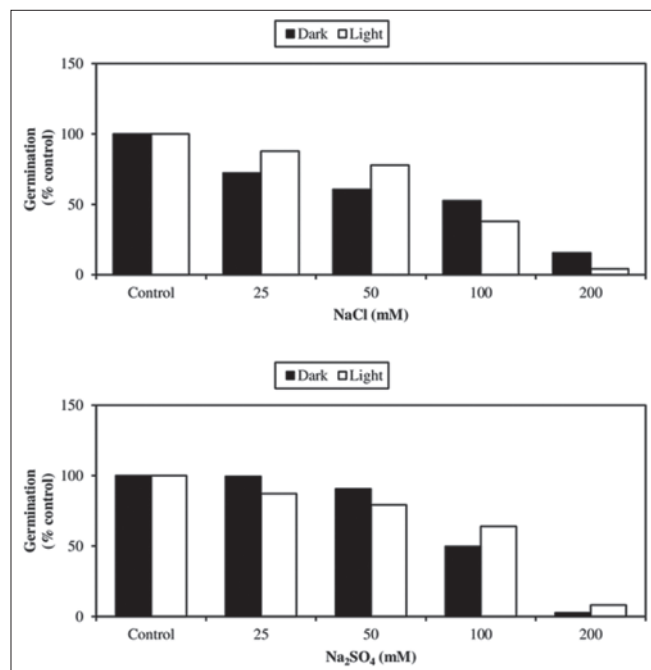 Dark Light
150
100
50
0
Germination
(% control)
Control 25 50 100 200
NaCl (mM)
Dark Light
150
100
50
0
Germination
(% control)
Control 25 50 100 200
Na₂SO₄ (mM)